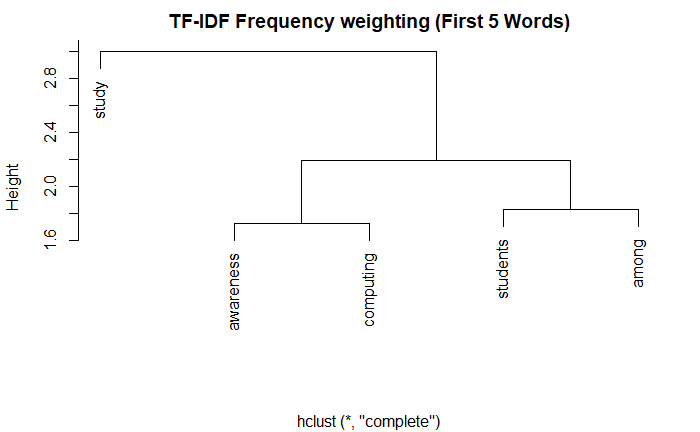 TF-IDF Frequency weighting (First 5 Words)
Height
2.8
2.4
2.0
1.6
study
awareness
computing
students
among
hclust (*, "complete")